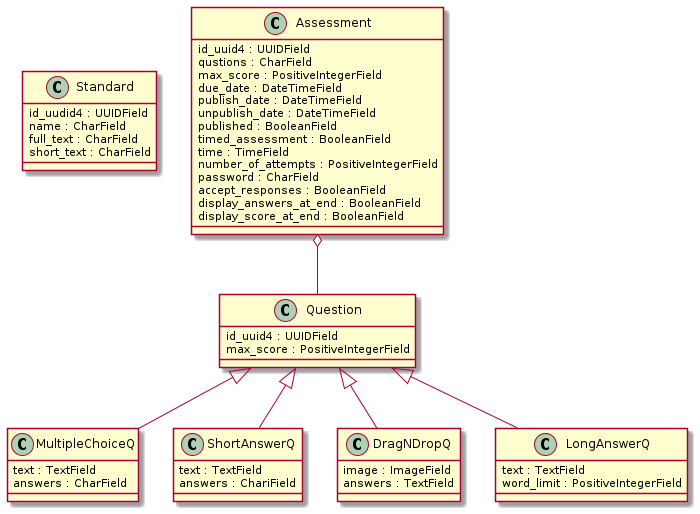 C Assessment
id_uuid4 : UUIDField
qustions : CharField
max_score : PositiveIntegerField
due_date : DateTimeField
publish_date : DateTimeField
unpublish_date : DateTimeField
published : BooleanField
timed_assessment : BooleanField
time : TimeField
number_of_attempts : PositiveIntegerField
password : CharField
accept_responses : BooleanField
display_answers_at_end : BooleanField
display_score_at_end : BooleanField
C Standard
id_uudid4 : UUIDField
name : CharField
full_text : CharField
short_text : CharField
C Question
id_uuid4 : UUIDField
max_score : PositiveIntegerField
C MultipleChoiceQ
text : TextField
answers : CharField
C ShortAnswerQ
text : TextField
answers : ChariField
C DragNDropQ
image : ImageField
answers : TextField
C LongAnswerQ
text : TextField
word_limit : PositiveIntegerField